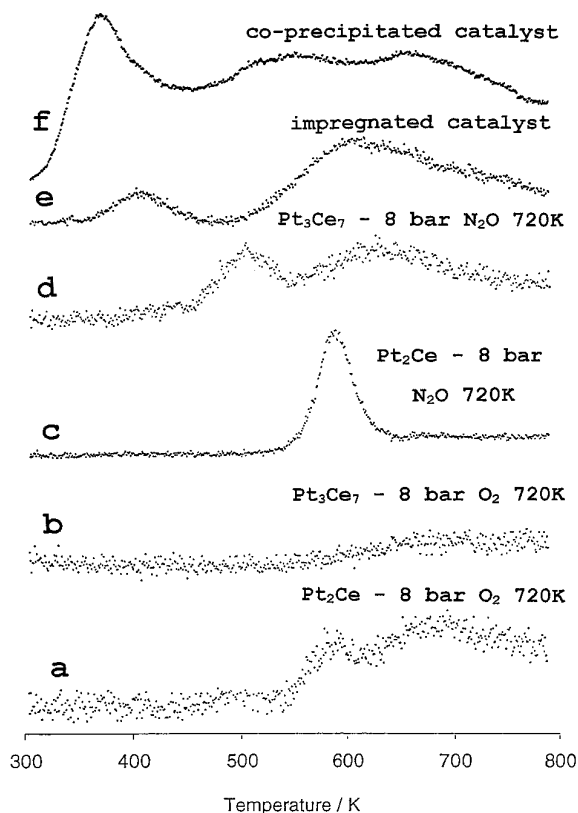 co-precipitated catalyst
f
impregnated catalyst
e
Pt₃Ce₇ - 8 bar N₂O 720K
d
Pt₂Ce - 8 bar
N₂O 720K
c
Pt₃Ce₇ - 8 bar O₂ 720K
b
Pt₂Ce - 8 bar O₂ 720K
a
300 400 500 600 700 800
Temperature / K